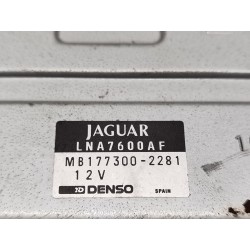 JAGUAR
LNA7600AF
MB177300-2281
12V
DENSO SPAIN